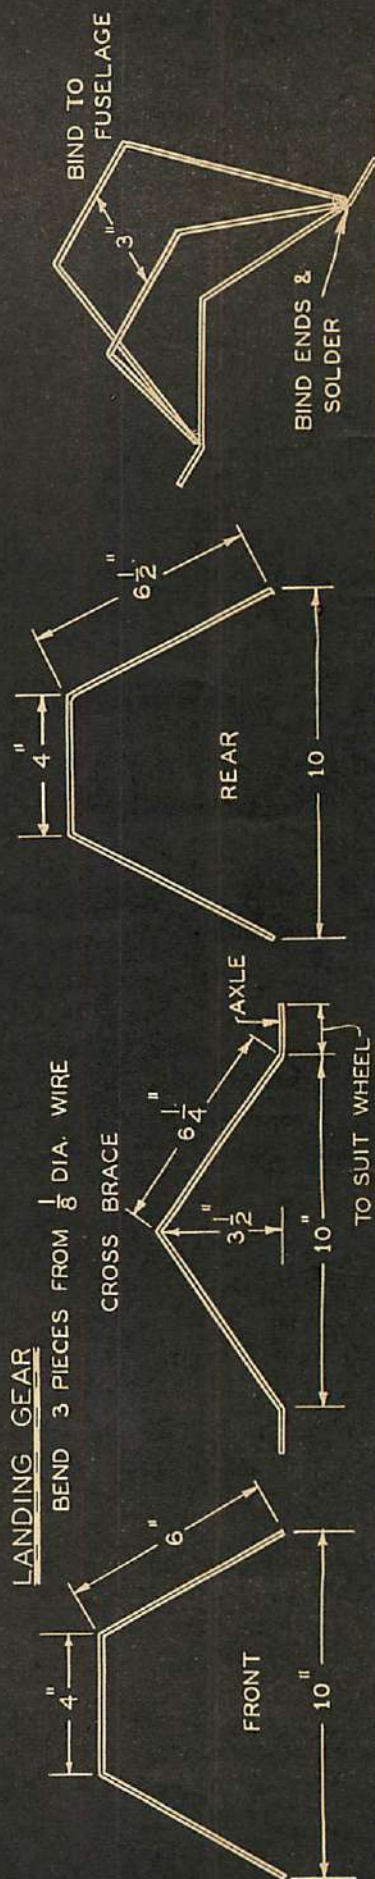 LANDING GEAR
BEND 3 PIECES FROM 1/8 DIA. WIRE
4"
6"
FRONT
10"
CROSS BRACE
6 1/4"
3 1/2"
AXLE
10"
TO SUIT WHEEL
4"
6 1/2"
REAR
10
BIND TO
FUSELAGE
3"
BIND ENDS &
SOLDER